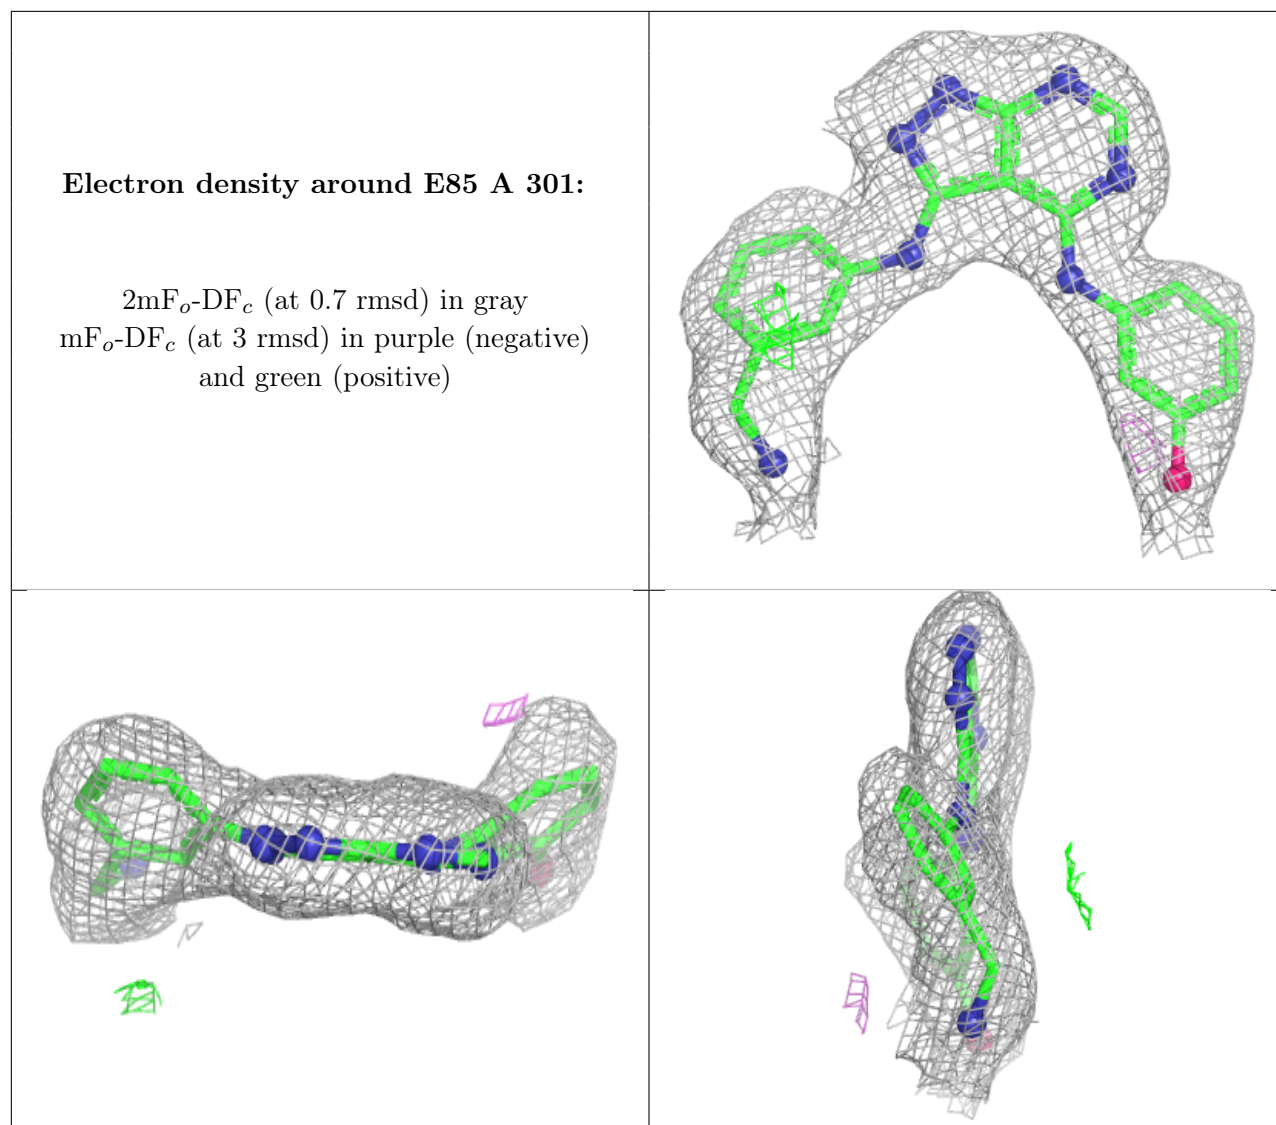 Electron density around E85 A 301:
2mFo-DFc (at 0.7 rmsd) in gray
mFo-DFc (at 3 rmsd) in purple (negative)
and green (positive)